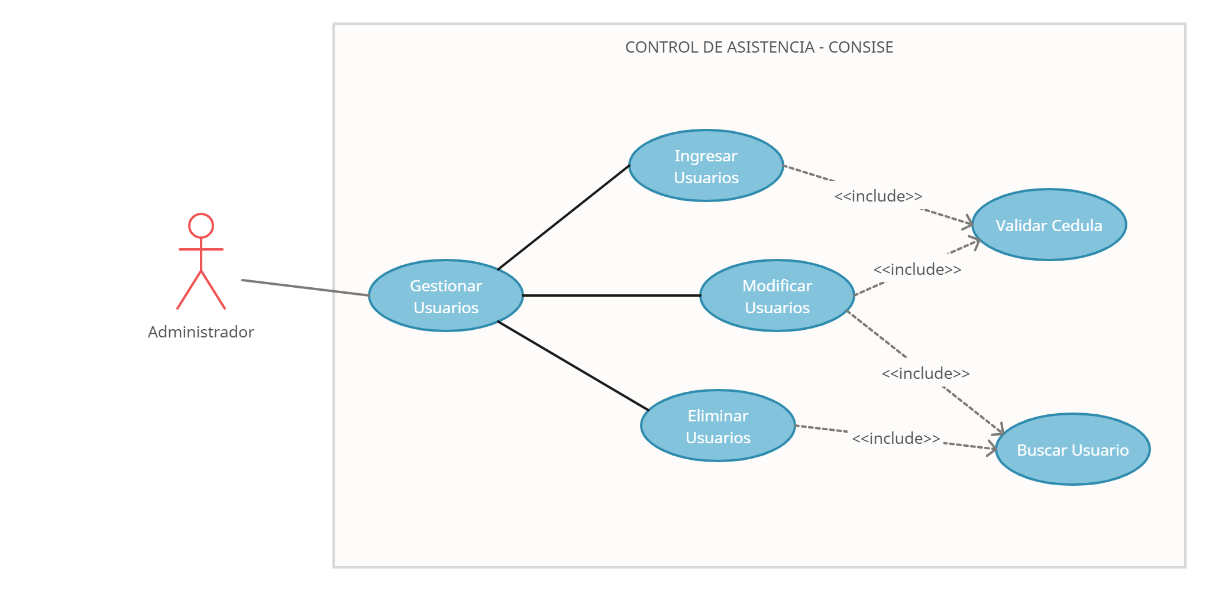 CONTROL DE ASISTENCIA - CONSISE
Ingresar
Usuarios
<<include>>
Validar Cedula
Administrador
Gestionar
Usuarios
Modificar
Usuarios
<<include>>
<<include>>
Eliminar
Usuarios
<<include>>
Buscar Usuario